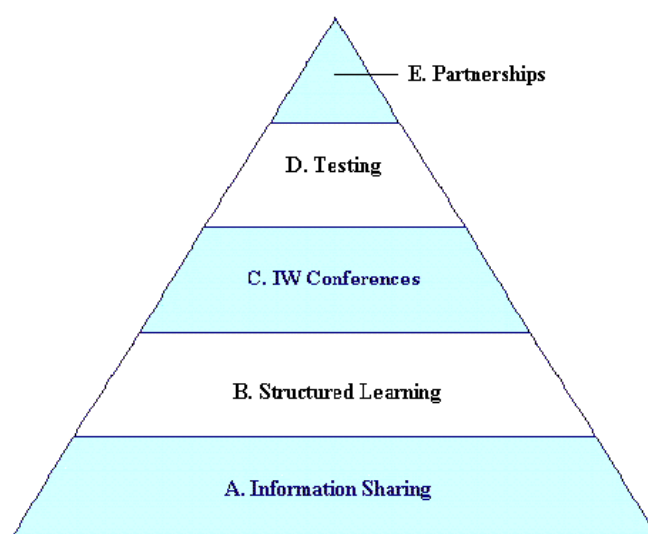 E. Partnerships
D. Testing
C. IW Conferences
B. Structured Learning
A. Information Sharing